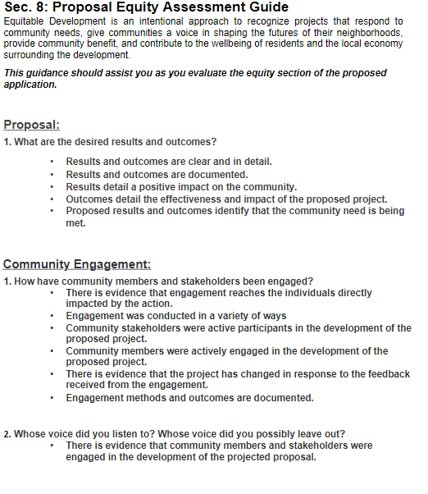 Sec. 8: Proposal Equity Assessment Guide
Equitable Development is an intentional approach to recognize projects that respond to
community needs, give communities a voice in shaping the futures of their neighborhoods,
provide community benefit, and contribute to the wellbeing of residents and the local economy
surrounding the development.
This guidance should assist you as you evaluate the equity section of the proposed
application.
Proposal:
1. What are the desired results and outcomes?
• Results and outcomes are clear and in detail.
• Results and outcomes are documented.
• Results detail a positive impact on the community.
• Outcomes detail the effectiveness and impact of the proposed project.
• Proposed results and outcomes identify that the community need is being
met.
Community Engagement:
1. How have community members and stakeholders been engaged?
• There is evidence that engagement reaches the individuals directly
impacted by the action.
• Engagement was conducted in a variety of ways
• Community stakeholders were active participants in the development of the
proposed project.
• Community members were actively engaged in the development of the
proposed project.
• There is evidence that the project has changed in response to the feedback
received from the engagement.
• Engagement methods and outcomes are documented.
2. Whose voice did you listen to? Whose voice did you possibly leave out?
• There is evidence that community members and stakeholders were
engaged in the development of the projected proposal.